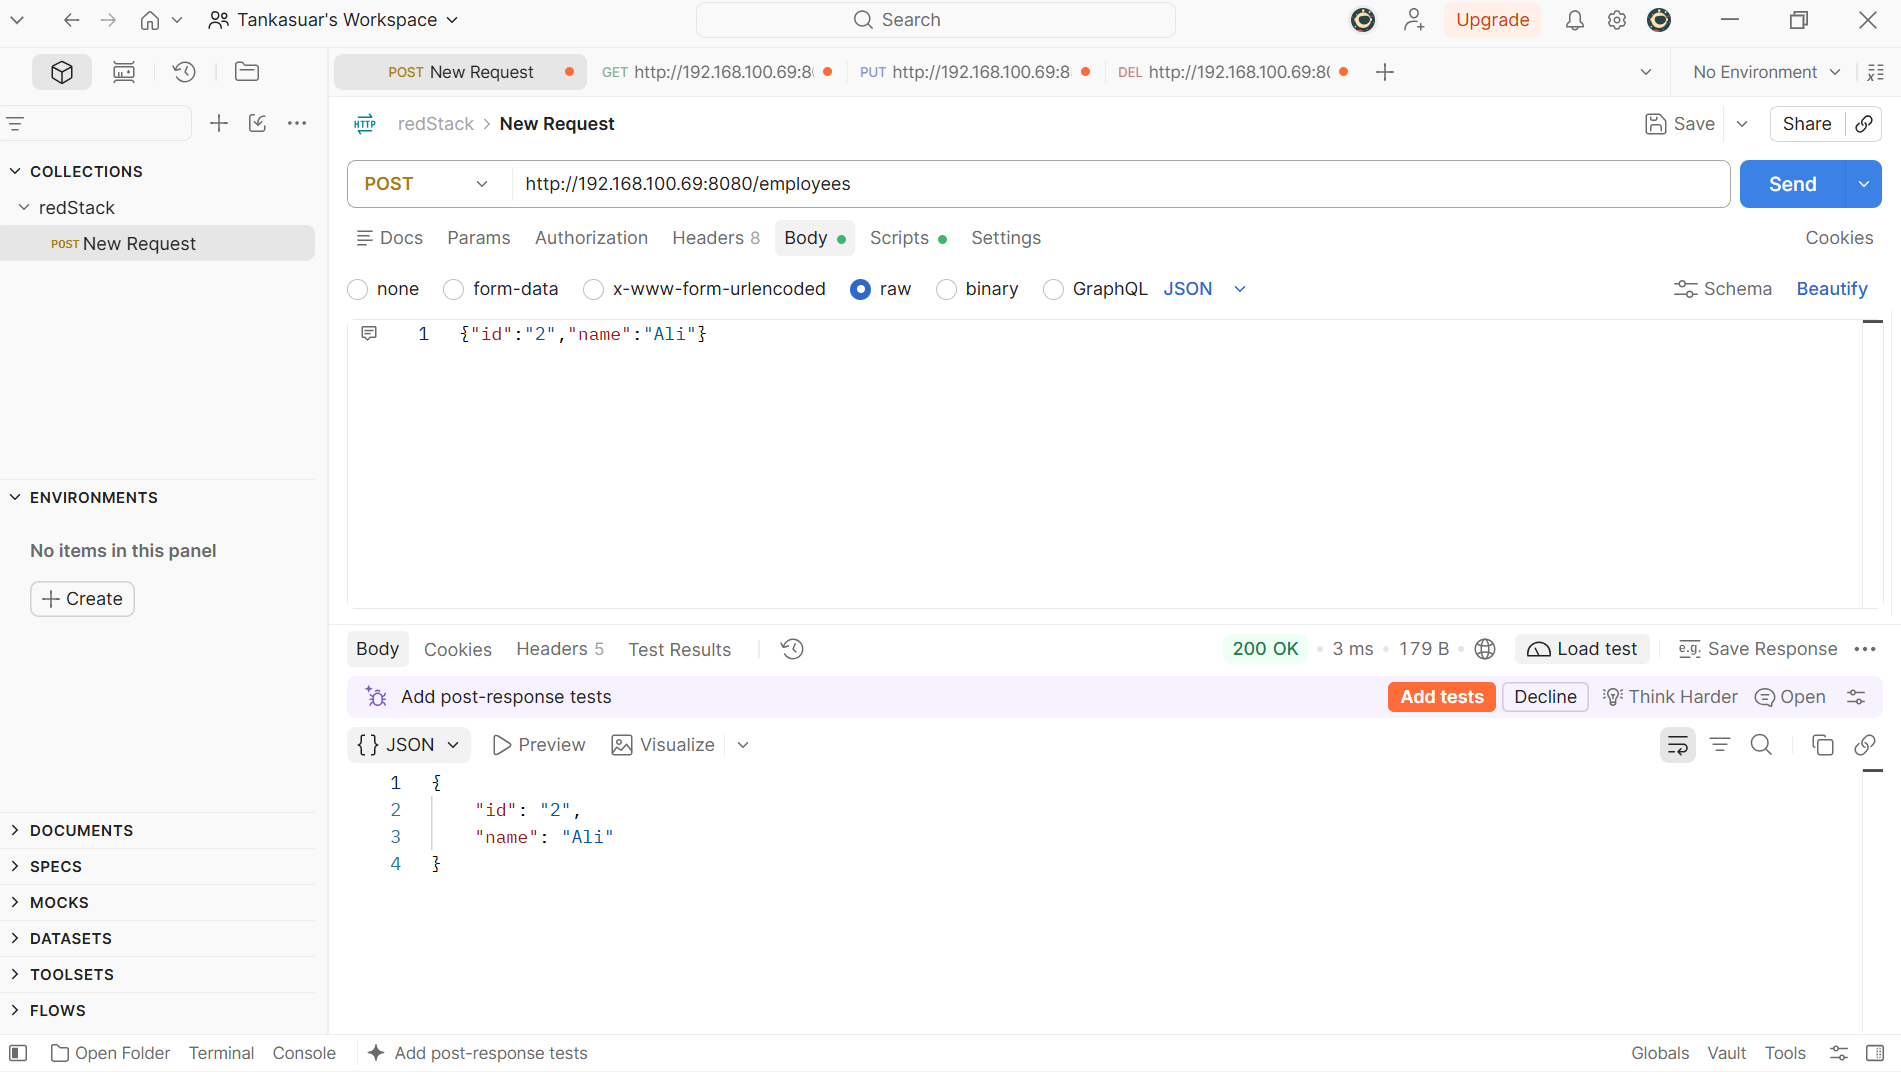 Tankasuar's Workspace
Search
Upgrade
POST New Request
GET http://192.168.100.69:8(
PUT http://192.168.100.69:8
DEL http://192.168.100.69:8(
No Environment
HTTP redStack > New Request
Save
Share
COLLECTIONS
redStack
POST New Request
POST
http://192.168.100.69:8080/employees
Send
Docs Params Authorization Headers 8 Body Scripts Settings
Cookies
none form-data x-www-form-urlencoded raw binary GraphQL JSON
Schema Beautify
1 {"id":"2","name":"Ali"}
ENVIRONMENTS
No items in this panel
Create
Body Cookies Headers 5 Test Results
200 OK • 3 ms • 179 B
Load test
e.g. Save Response
Add post-response tests
Add tests Decline Think Harder Open
{} JSON Preview Visualize
1 {
2 "id": "2",
3 "name": "Ali"
4 }
DOCUMENTS
SPECS
MOCKS
DATASETS
TOOLSETS
FLOWS
Open Folder Terminal Console Add post-response tests
Globals Vault Tools